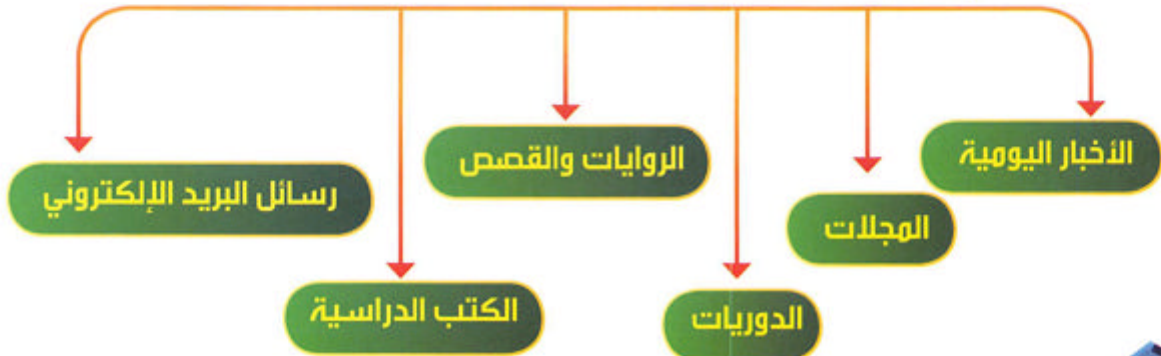 الأخبار اليومية
المجلات
الدوريات
الروايات والقصص
الكتب الدراسية
رسائل البريد الإلكتروني